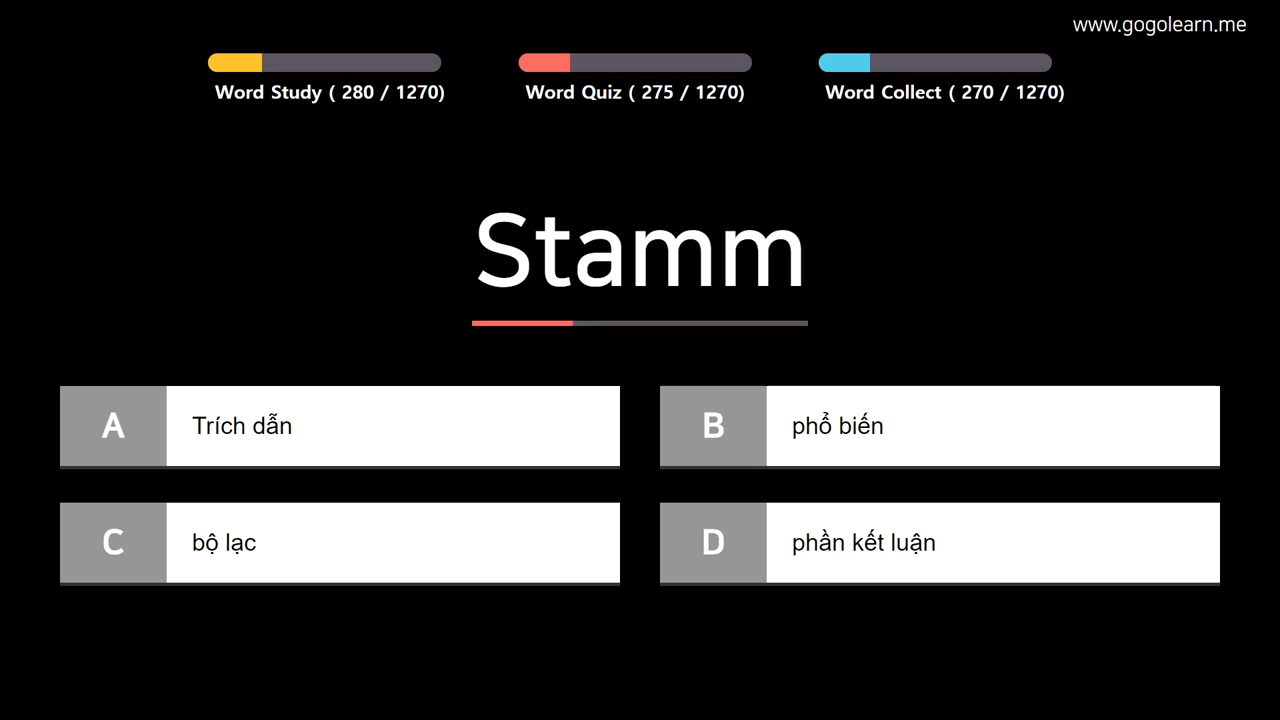 www.gogolearn.me
Word Study ( 280 / 1270)
Word Quiz ( 275 / 1270)
Word Collect ( 270 / 1270)
Stamm
A
Trích dẫn
B
phổ biến
C
bộ lạc
D
phần kết luận